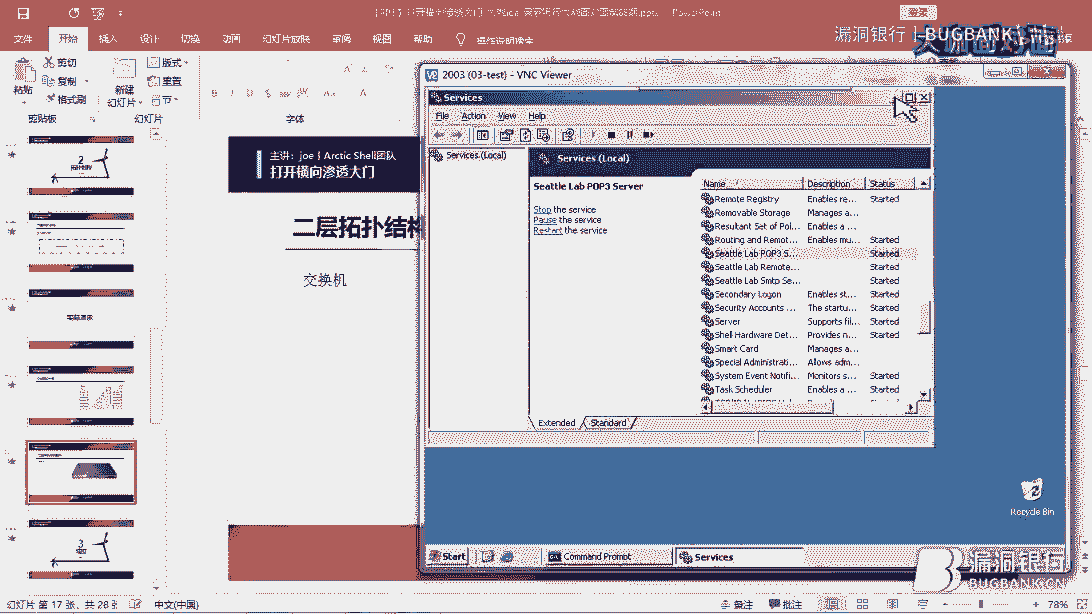 登录
文件 开始 插入 设计 切换 动画 幻灯片放映 审阅 视图 帮助 操作说明搜索
漏洞银行 | BUGBANK
大咖面对面
粘贴
剪切
复制
格式刷
剪贴板
新建
幻灯片
版式
重置
节
幻灯片
字体
主讲：joe | Arctic Shell团队
打开横向渗透大门
二层拓扑结构
交换机
2003 (03-test) - VNC Viewer
Services
File Action View Help
Services (Local)
Services (Local)
Seattle Lab POP3 Server
Stop the service
Pause the service
Restart the service
Name Description Status
Remote Registry Enables re... Started
Removable Storage Manages a...
Resultant Set of Pol... Enables a ...
Routing and Remot... Enables mu... Started
Seattle Lab POP3 S... Started
Seattle Lab Remote... Started
Seattle Lab Smtp Se... Started
Secondary Logon Enables st... Started
Security Accounts ... The startu... Started
Server Supports fil... Started
Shell Hardware Det... Provides n... Started
Smart Card Manages a...
Special Administrati... Allows adm...
System Event Notifi... Monitors s... Started
Task Scheduler Enables a ... Started
Extended Standard
Recycle Bin
Start Command Prompt Services
漏洞银行
BUGBANK.CN
幻灯片 第 17 张，共 28 张 中文(中国) 备注 批注 78%